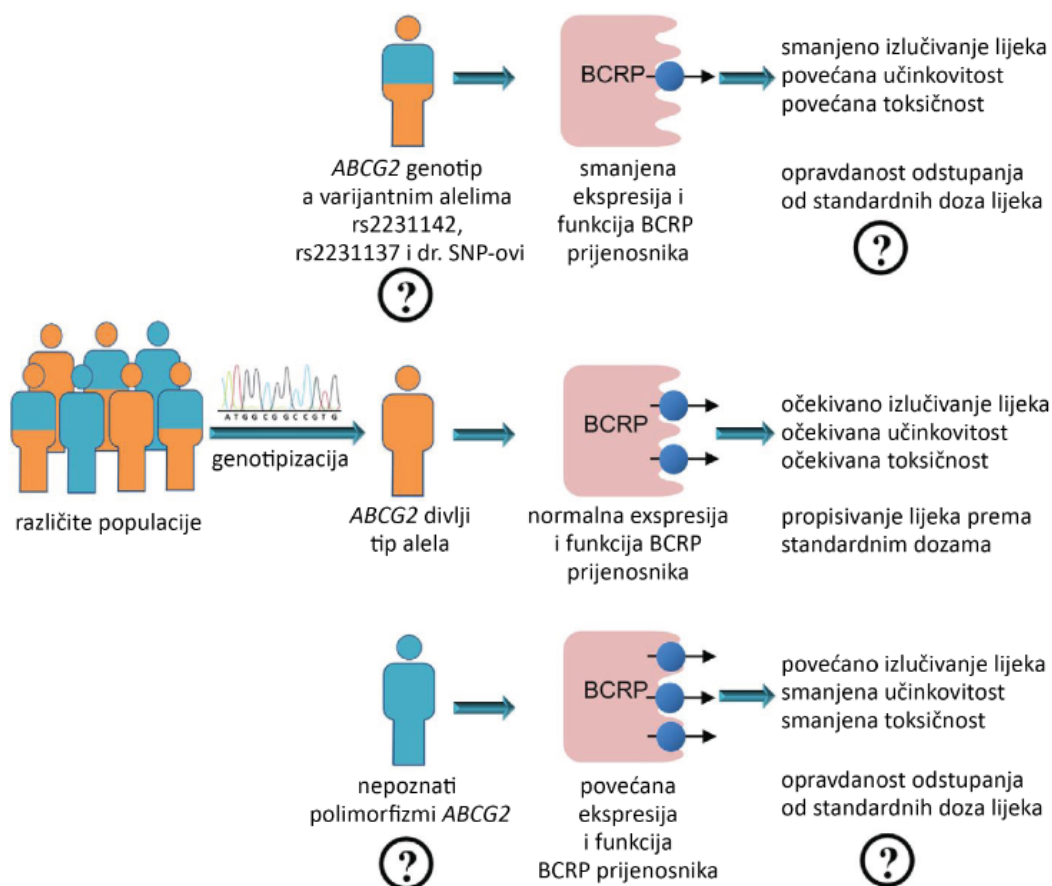 BCRP
smanjeno izlučivanje lijeka
povećana učinkovitost
povećana toksičnost
ABCG2 genotip
a varijantnim alelima
rs2231142,
rs2231137 i dr. SNP-ovi
?
smanjena
ekspresija i
funkcija BCRP
prijenosnika
opravdanost odstupanja
od standardnih doza lijeka
?
različite populacije
ATGGCGGCCGTG
genotipizacija
ABCG2 divlji
tip alela
BCRP
normalna exspresija
i funkcija BCRP
prijenosnika
očekivano izlučivanje lijeka
očekivana učinkovitost
očekivana toksičnost
propisivanje lijeka prema
standardnim dozama
nepoznati
polimorfizmi ABCG2
?
BCRP
povećana
ekspresija
i funkcija
BCRP prijenosnika
povećano izlučivanje lijeka
smanjena učinkovitost
smanjena toksičnost
opravdanost odstupanja
od standardnih doza lijeka
?